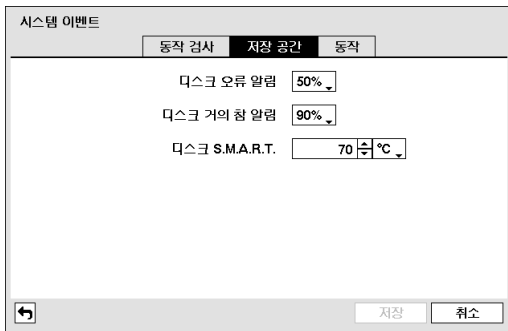 시스템 이벤트
동작 검사 저장 공간 동작
디스크 오류 알림 50%
디스크 거의 참 알림 90%
디스크 S.M.A.R.T. 70 °C
저장 취소